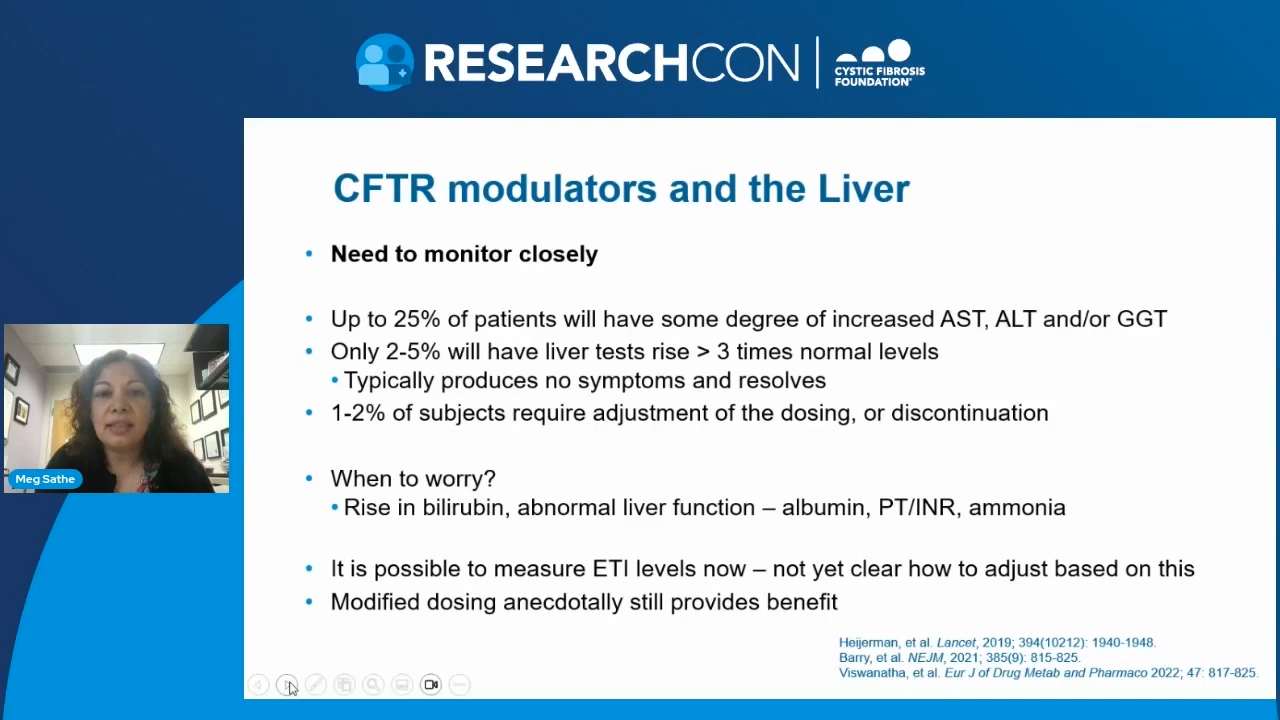 RESEARCHCON
CYSTIC FIBROSIS
FOUNDATION®
CFTR modulators and the Liver
• Need to monitor closely
• Up to 25% of patients will have some degree of increased AST, ALT and/or GGT
• Only 2-5% will have liver tests rise > 3 times normal levels
• Typically produces no symptoms and resolves
• 1-2% of subjects require adjustment of the dosing, or discontinuation
• When to worry?
• Rise in bilirubin, abnormal liver function – albumin, PT/INR, ammonia
• It is possible to measure ETI levels now – not yet clear how to adjust based on this
• Modified dosing anecdotally still provides benefit
Heijerman, et al. Lancet, 2019; 394(10212): 1940-1948.
Barry, et al. NEJM, 2021; 385(9): 815-825.
Viswanatha, et al. Eur J of Drug Metab and Pharmaco 2022; 47: 817-825.
Meg Sathe